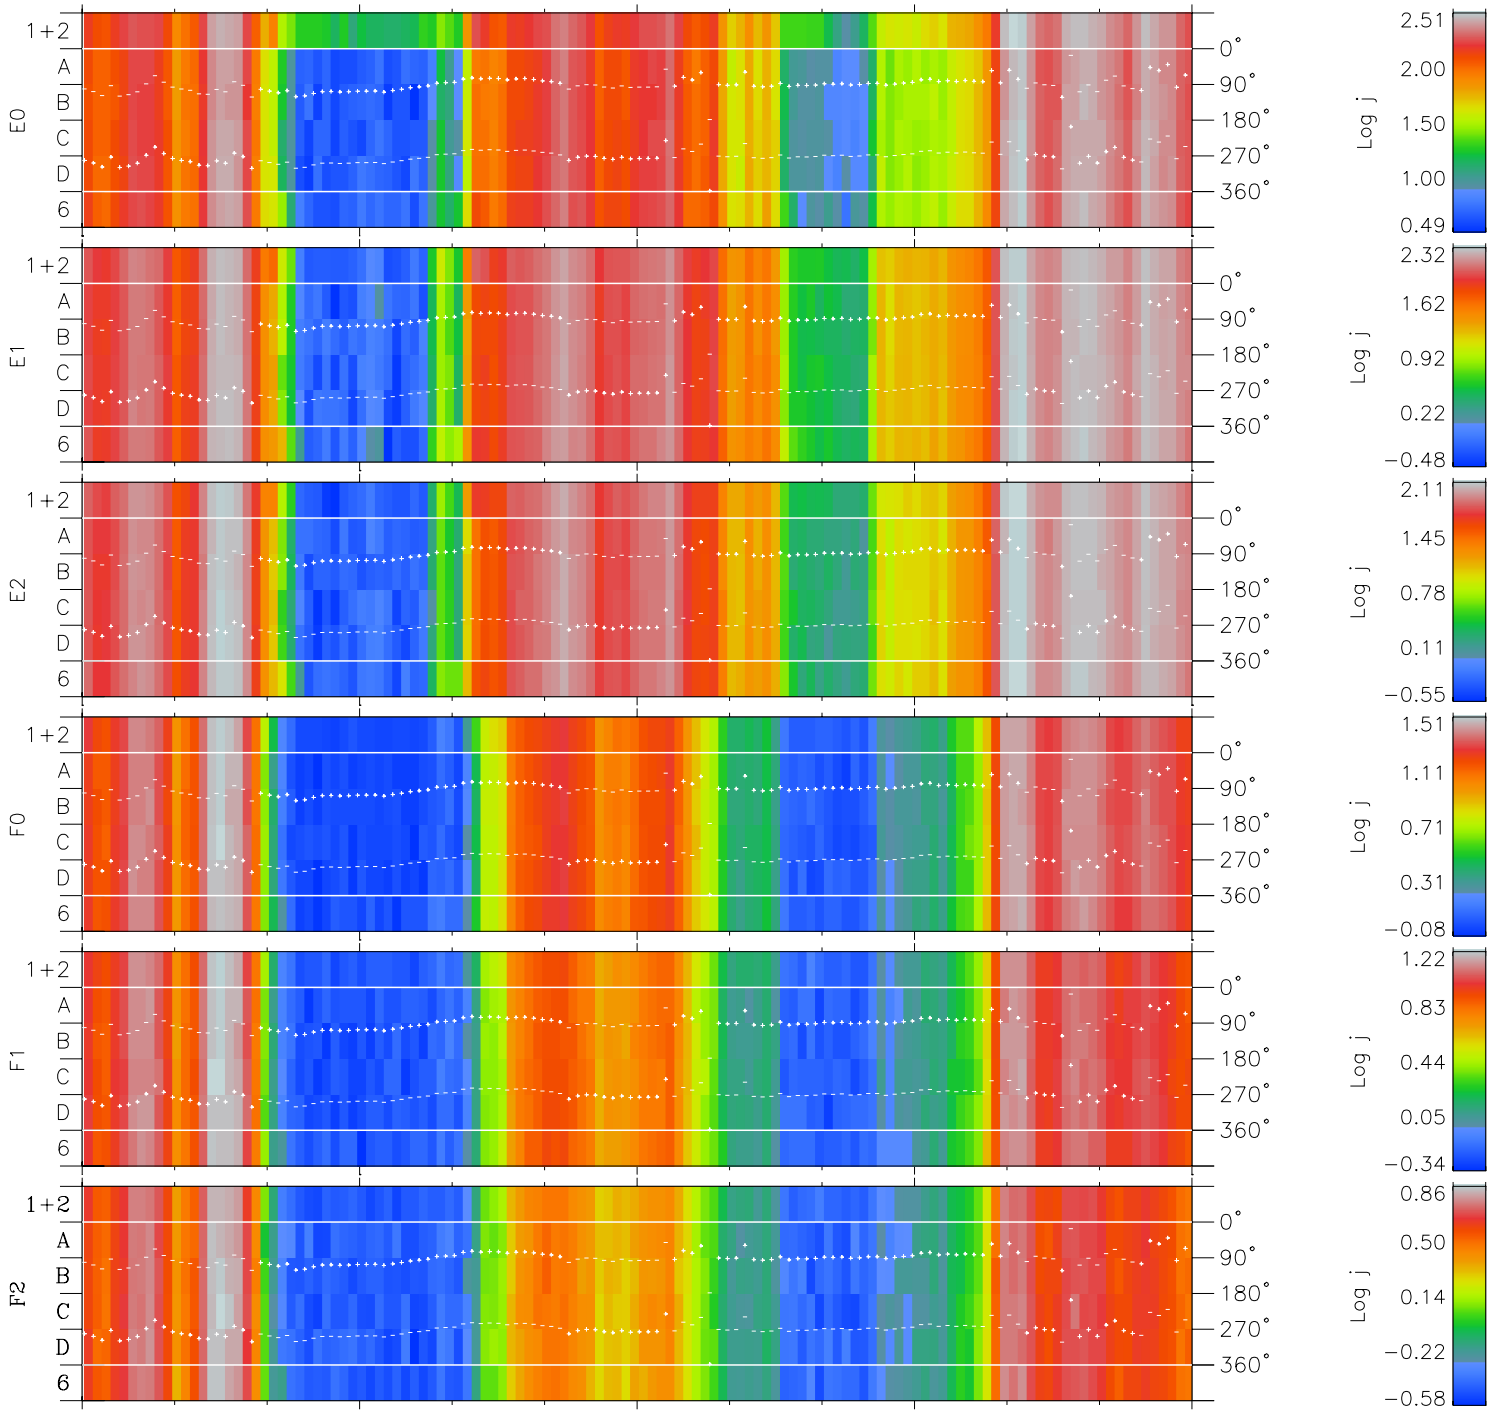 E0
1+2
A
B
C
D
6
0°
90°
180°
270°
360°
Log j
2.51
2.00
1.50
1.00
0.49
E1
1+2
A
B
C
D
6
0°
90°
180°
270°
360°
Log j
2.32
1.62
0.92
0.22
−0.48
E2
1+2
A
B
C
D
6
0°
90°
180°
270°
360°
Log j
2.11
1.45
0.78
0.11
−0.55
F0
1+2
A
B
C
D
6
0°
90°
180°
270°
360°
Log j
1.51
1.11
0.71
0.31
−0.08
F1
1+2
A
B
C
D
6
0°
90°
180°
270°
360°
Log j
1.22
0.83
0.44
0.05
−0.34
F2
1+2
A
B
C
D
6
0°
90°
180°
270°
360°
Log j
0.86
0.50
0.14
−0.22
−0.58